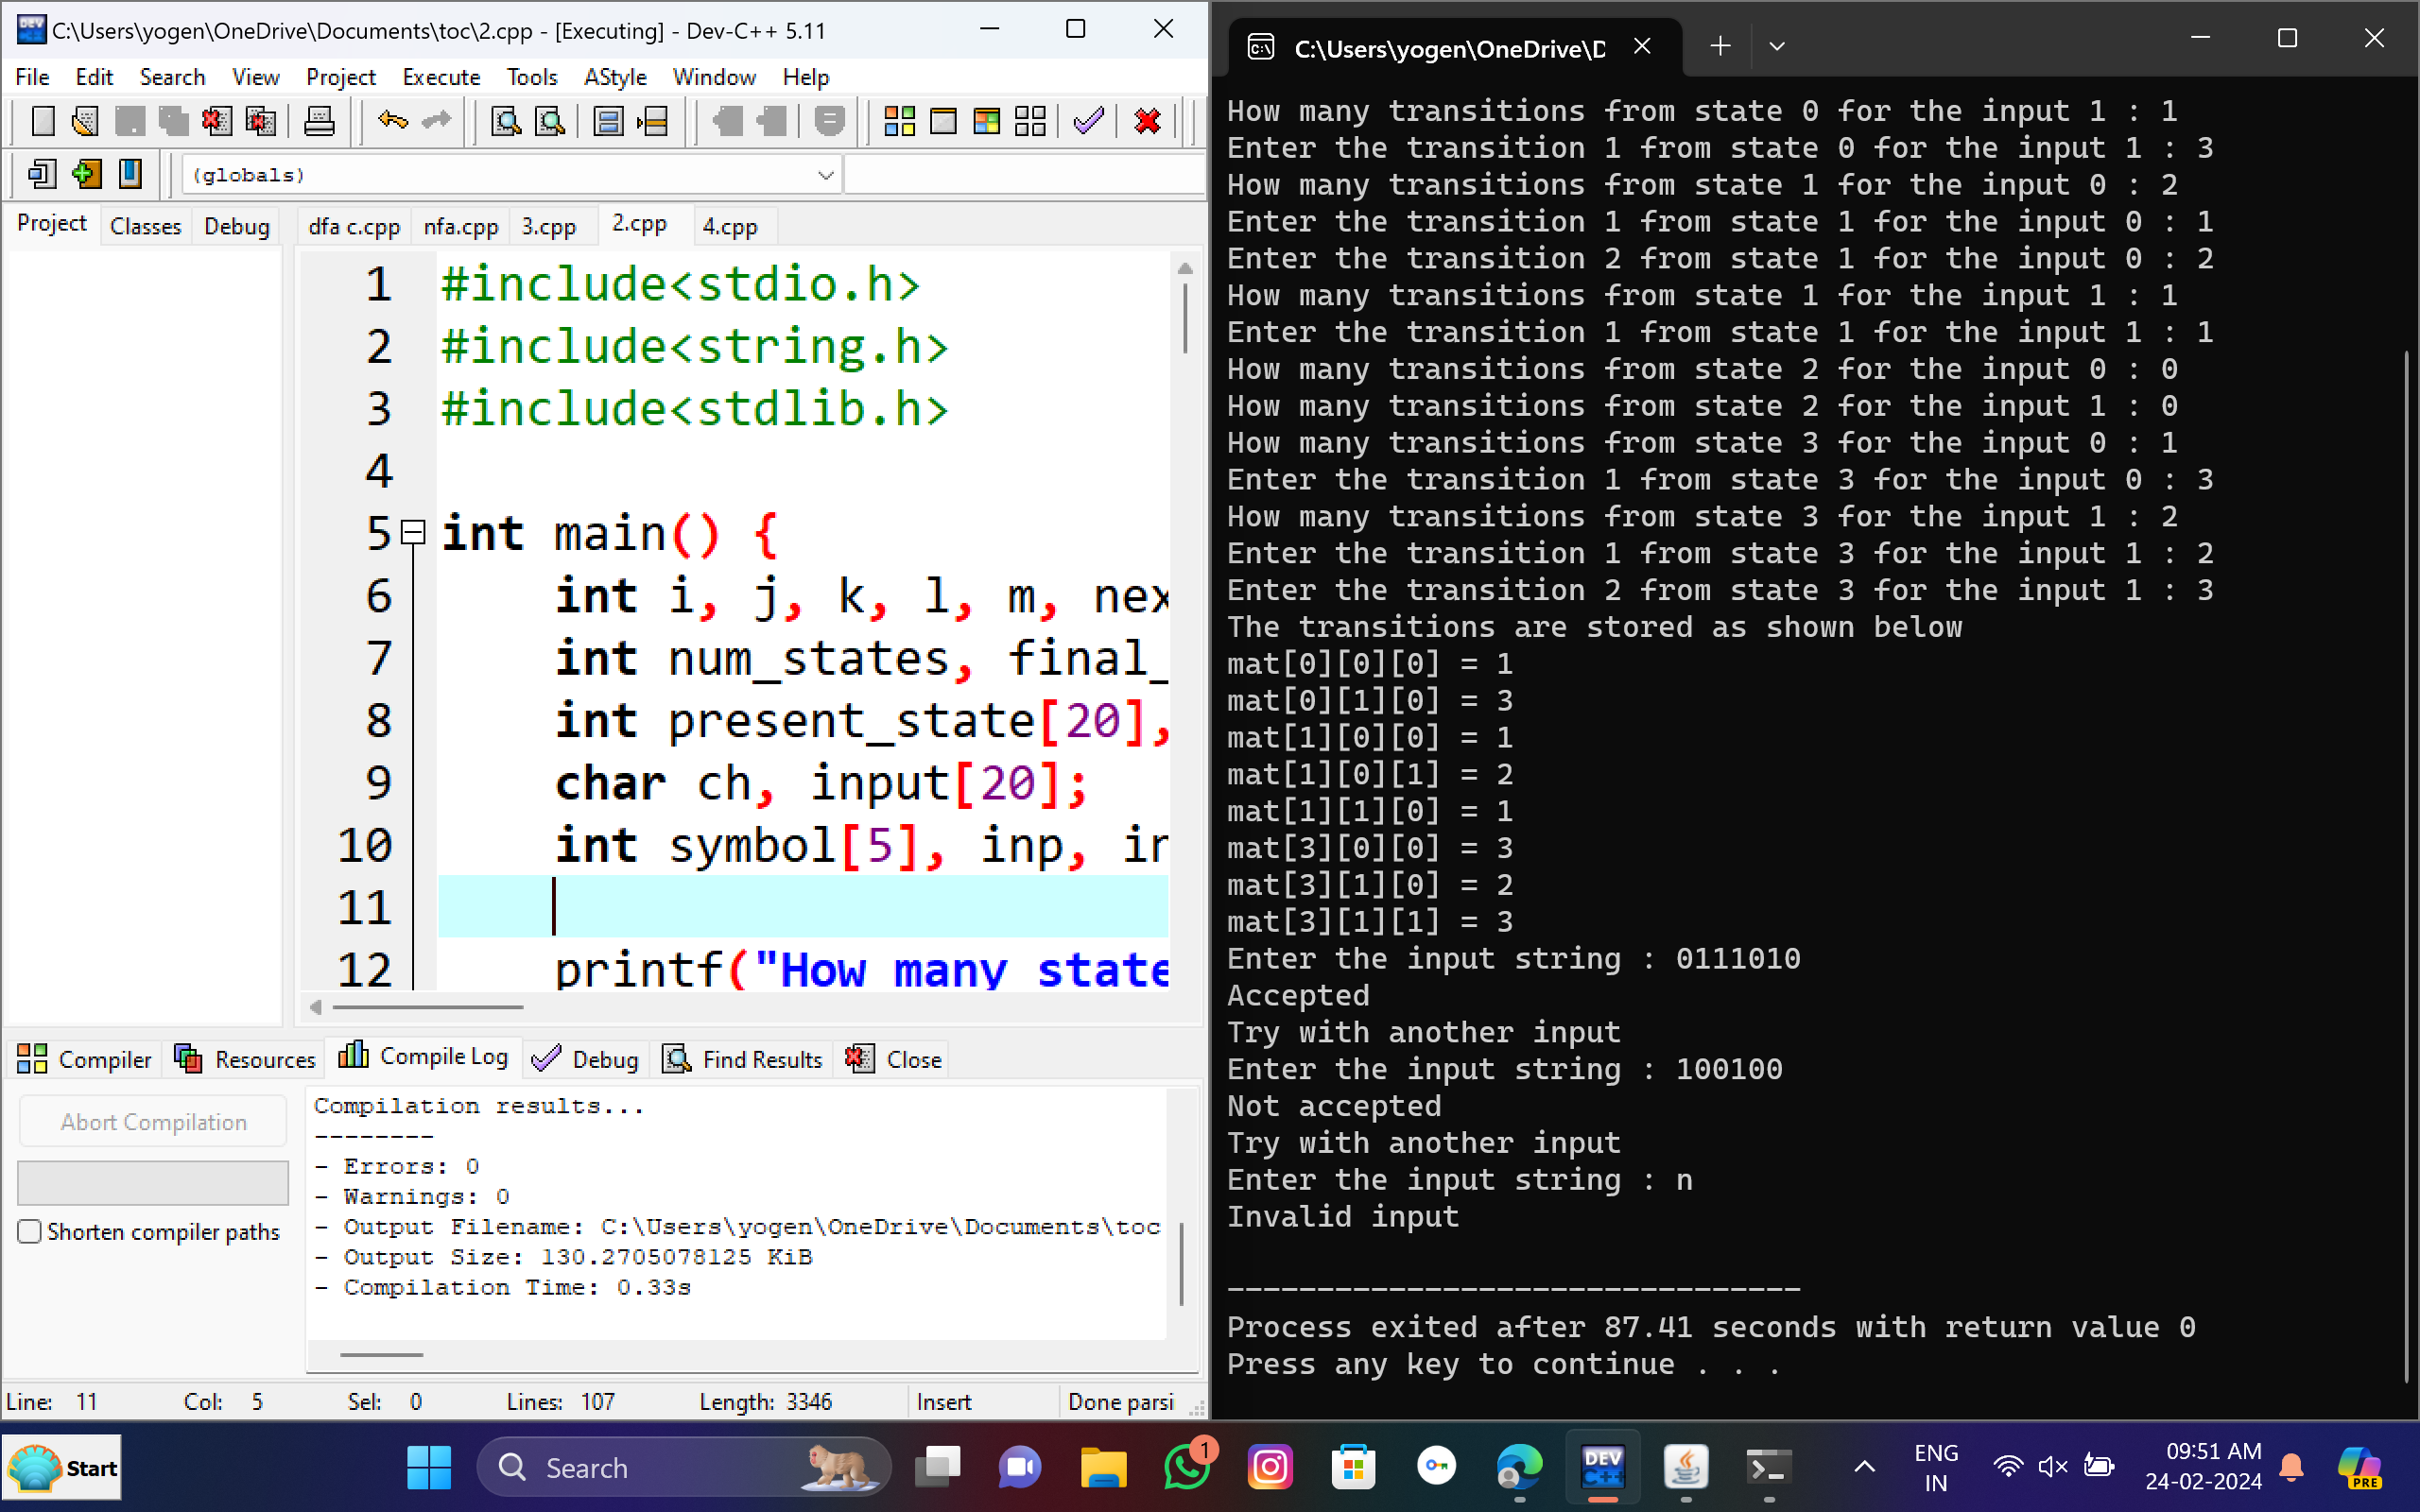 C:\Users\yogen\OneDrive\Documents\toc\2.cpp - [Executing] - Dev-C++ 5.11
File Edit Search View Project Execute Tools AStyle Window Help
(globals)
Project Classes Debug
dfa c.cpp nfa.cpp 3.cpp 2.cpp 4.cpp
1 #include<stdio.h>
2 #include<string.h>
3 #include<stdlib.h>
4
5 int main() {
6 int i, j, k, l, m, nex
7 int num_states, final_
8 int present_state[20],
9 char ch, input[20];
10 int symbol[5], inp, in
11
12 printf("How many state
Compiler Resources Compile Log Debug Find Results Close
Abort Compilation
Shorten compiler paths
Compilation results...
--------
- Errors: 0
- Warnings: 0
- Output Filename: C:\Users\yogen\OneDrive\Documents\toc
- Output Size: 130.2705078125 KiB
- Compilation Time: 0.33s
Line: 11 Col: 5 Sel: 0 Lines: 107 Length: 3346 Insert Done parsi
C:\Users\yogen\OneDrive\D
How many transitions from state 0 for the input 1 : 1
Enter the transition 1 from state 0 for the input 1 : 3
How many transitions from state 1 for the input 0 : 2
Enter the transition 1 from state 1 for the input 0 : 1
Enter the transition 2 from state 1 for the input 0 : 2
How many transitions from state 1 for the input 1 : 1
Enter the transition 1 from state 1 for the input 1 : 1
How many transitions from state 2 for the input 0 : 0
How many transitions from state 2 for the input 1 : 0
How many transitions from state 3 for the input 0 : 1
Enter the transition 1 from state 3 for the input 0 : 3
How many transitions from state 3 for the input 1 : 2
Enter the transition 1 from state 3 for the input 1 : 2
Enter the transition 2 from state 3 for the input 1 : 3
The transitions are stored as shown below
mat[0][0][0] = 1
mat[0][1][0] = 3
mat[1][0][0] = 1
mat[1][0][1] = 2
mat[1][1][0] = 1
mat[3][0][0] = 3
mat[3][1][0] = 2
mat[3][1][1] = 3
Enter the input string : 0111010
Accepted
Try with another input
Enter the input string : 100100
Not accepted
Try with another input
Enter the input string : n
Invalid input
--------------------------------
Process exited after 87.41 seconds with return value 0
Press any key to continue . . .
Start
Search
1
DEV C++
ENG
IN
09:51 AM
24-02-2024
PRE